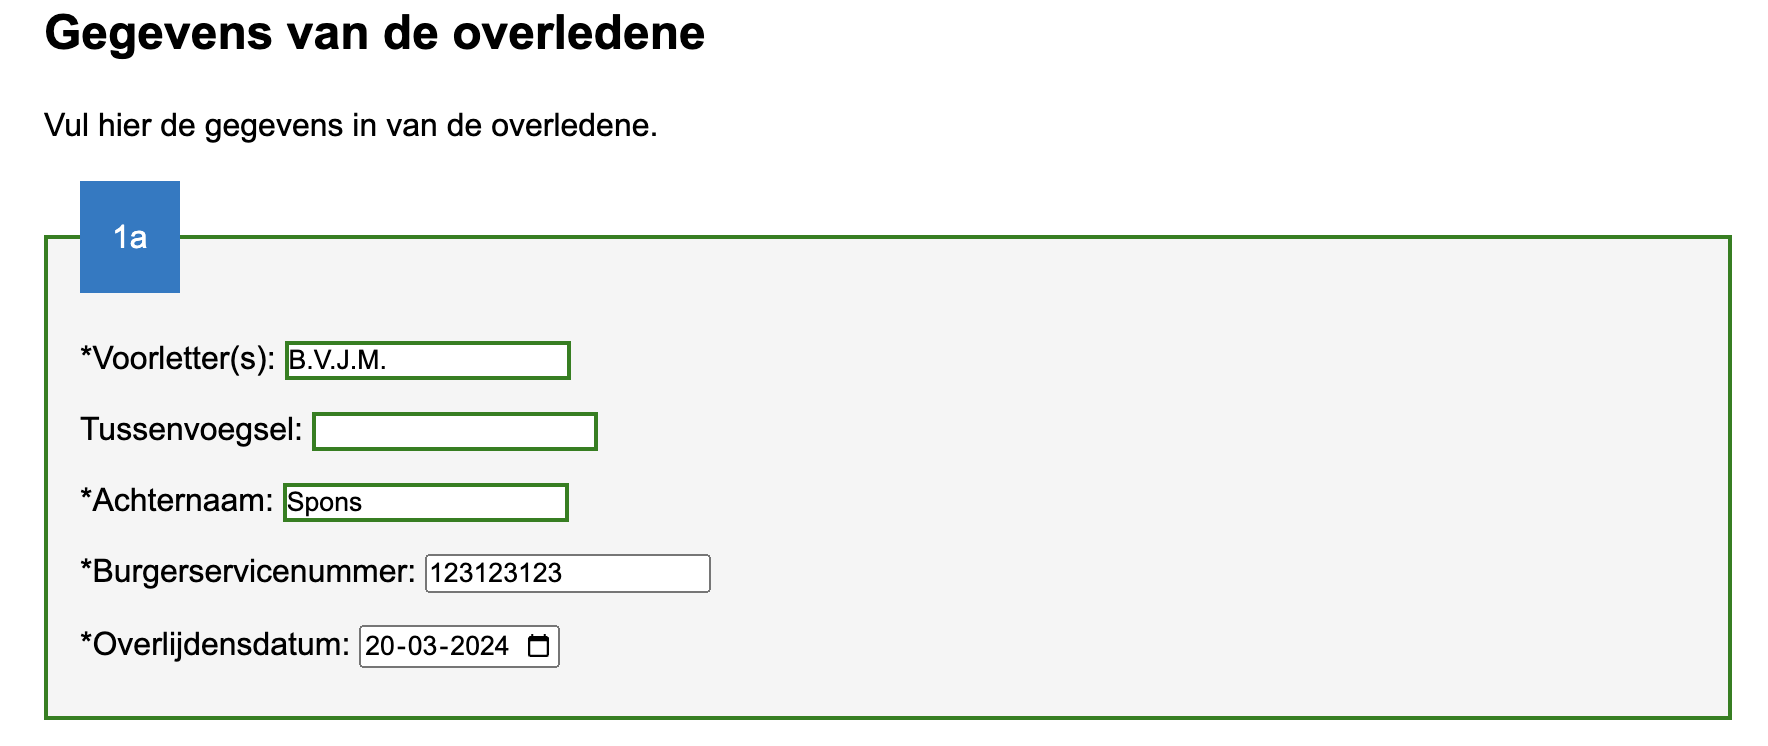 Gegevens van de overledene
Vul hier de gegevens in van de overledene.
1a
*Voorletter(s): B.V.J.M.
Tussenvoegsel:
*Achternaam: Spons
*Burgerservicenummer: 123123123
*Overlijdensdatum: 20-03-2024